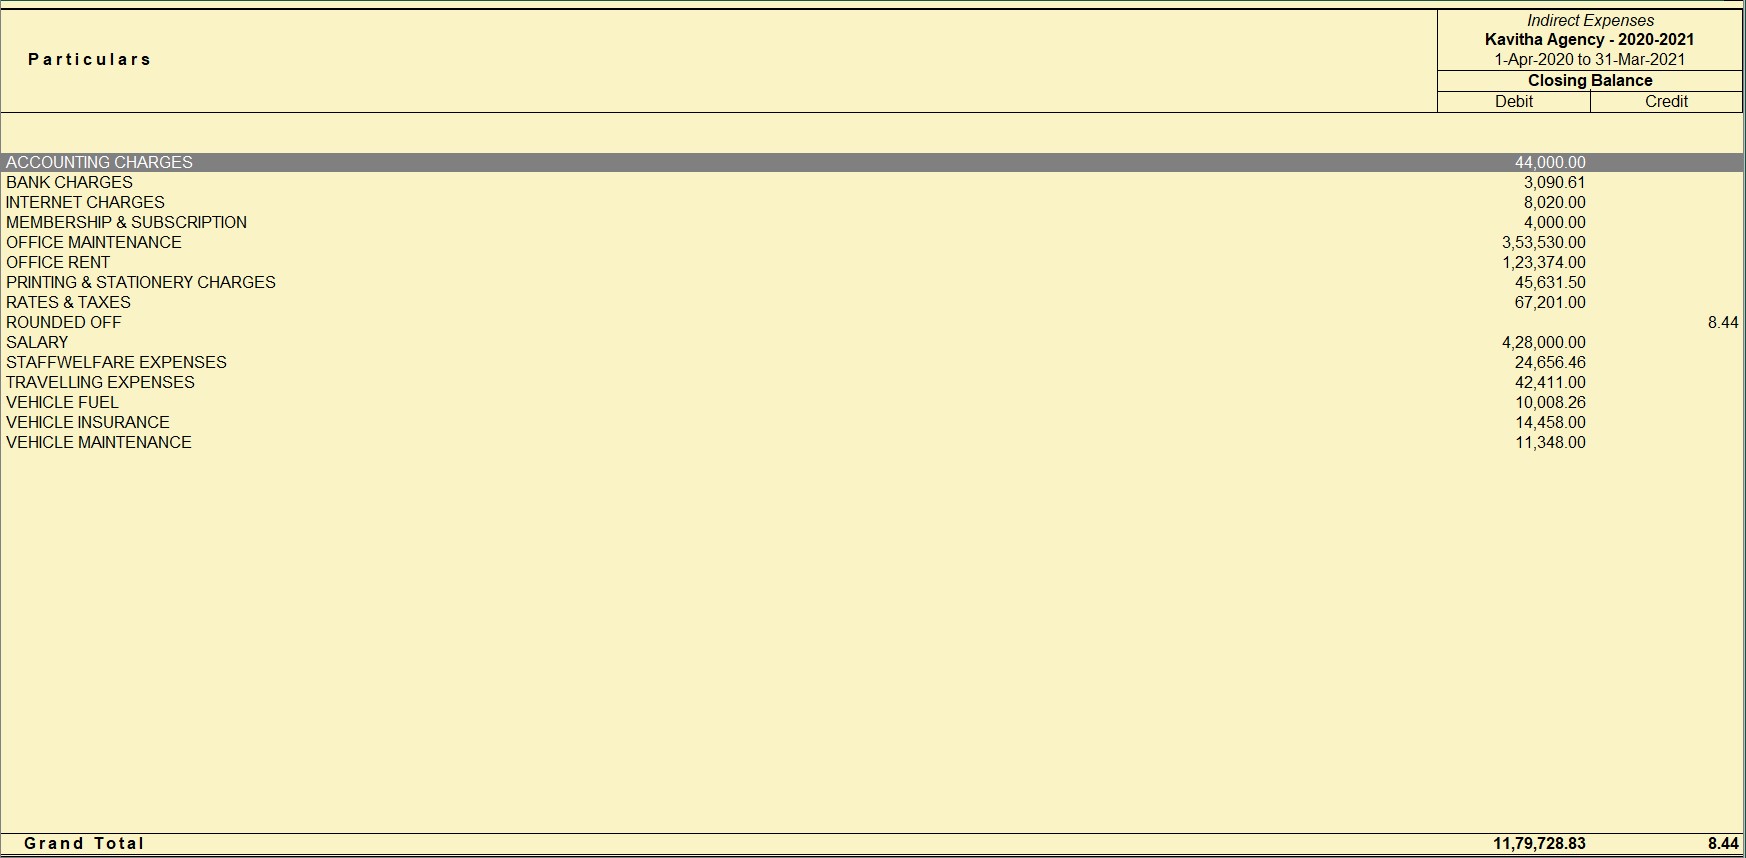 Indirect Expenses
Particulars Kavitha Agency - 2020-2021
1-Apr-2020 to 31-Mar-2021
Closing Balance
Debit Credit
ACCOUNTING CHARGES 44,000.00
BANK CHARGES 3,090.61
INTERNET CHARGES 8,020.00
MEMBERSHIP & SUBSCRIPTION 4,000.00
OFFICE MAINTENANCE 3,53,530.00
OFFICE RENT 1,23,374.00
PRINTING & STATIONERY CHARGES 45,631.50
RATES & TAXES 67,201.00
ROUNDED OFF 8.44
SALARY 4,28,000.00
STAFFWELFARE EXPENSES 24,656.46
TRAVELLING EXPENSES 42,411.00
VEHICLE FUEL 10,008.26
VEHICLE INSURANCE 14,458.00
VEHICLE MAINTENANCE 11,348.00
Grand Total 11,79,728.83 8.44